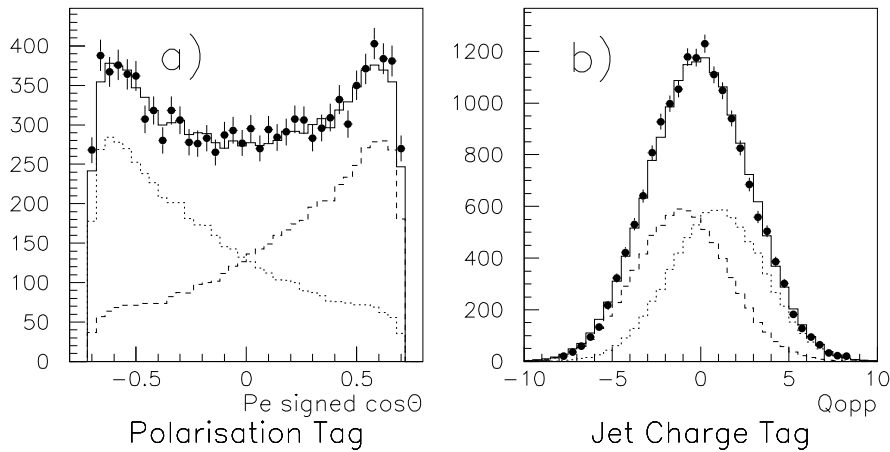 a)
400
350
300
250
200
150
100
50
0
-0.5 0 0.5
Pe signed cosΘ
Polarisation Tag
b)
1200
1000
800
600
400
200
0
-10 -5 0 5 10
Qopp
Jet Charge Tag